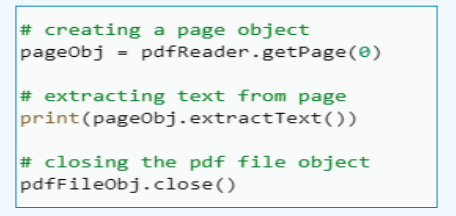 # creating a page object
pageObj = pdfReader.getPage(0)
# extracting text from page
print(pageObj.extractText())
# closing the pdf file object
pdfFileObj.close()